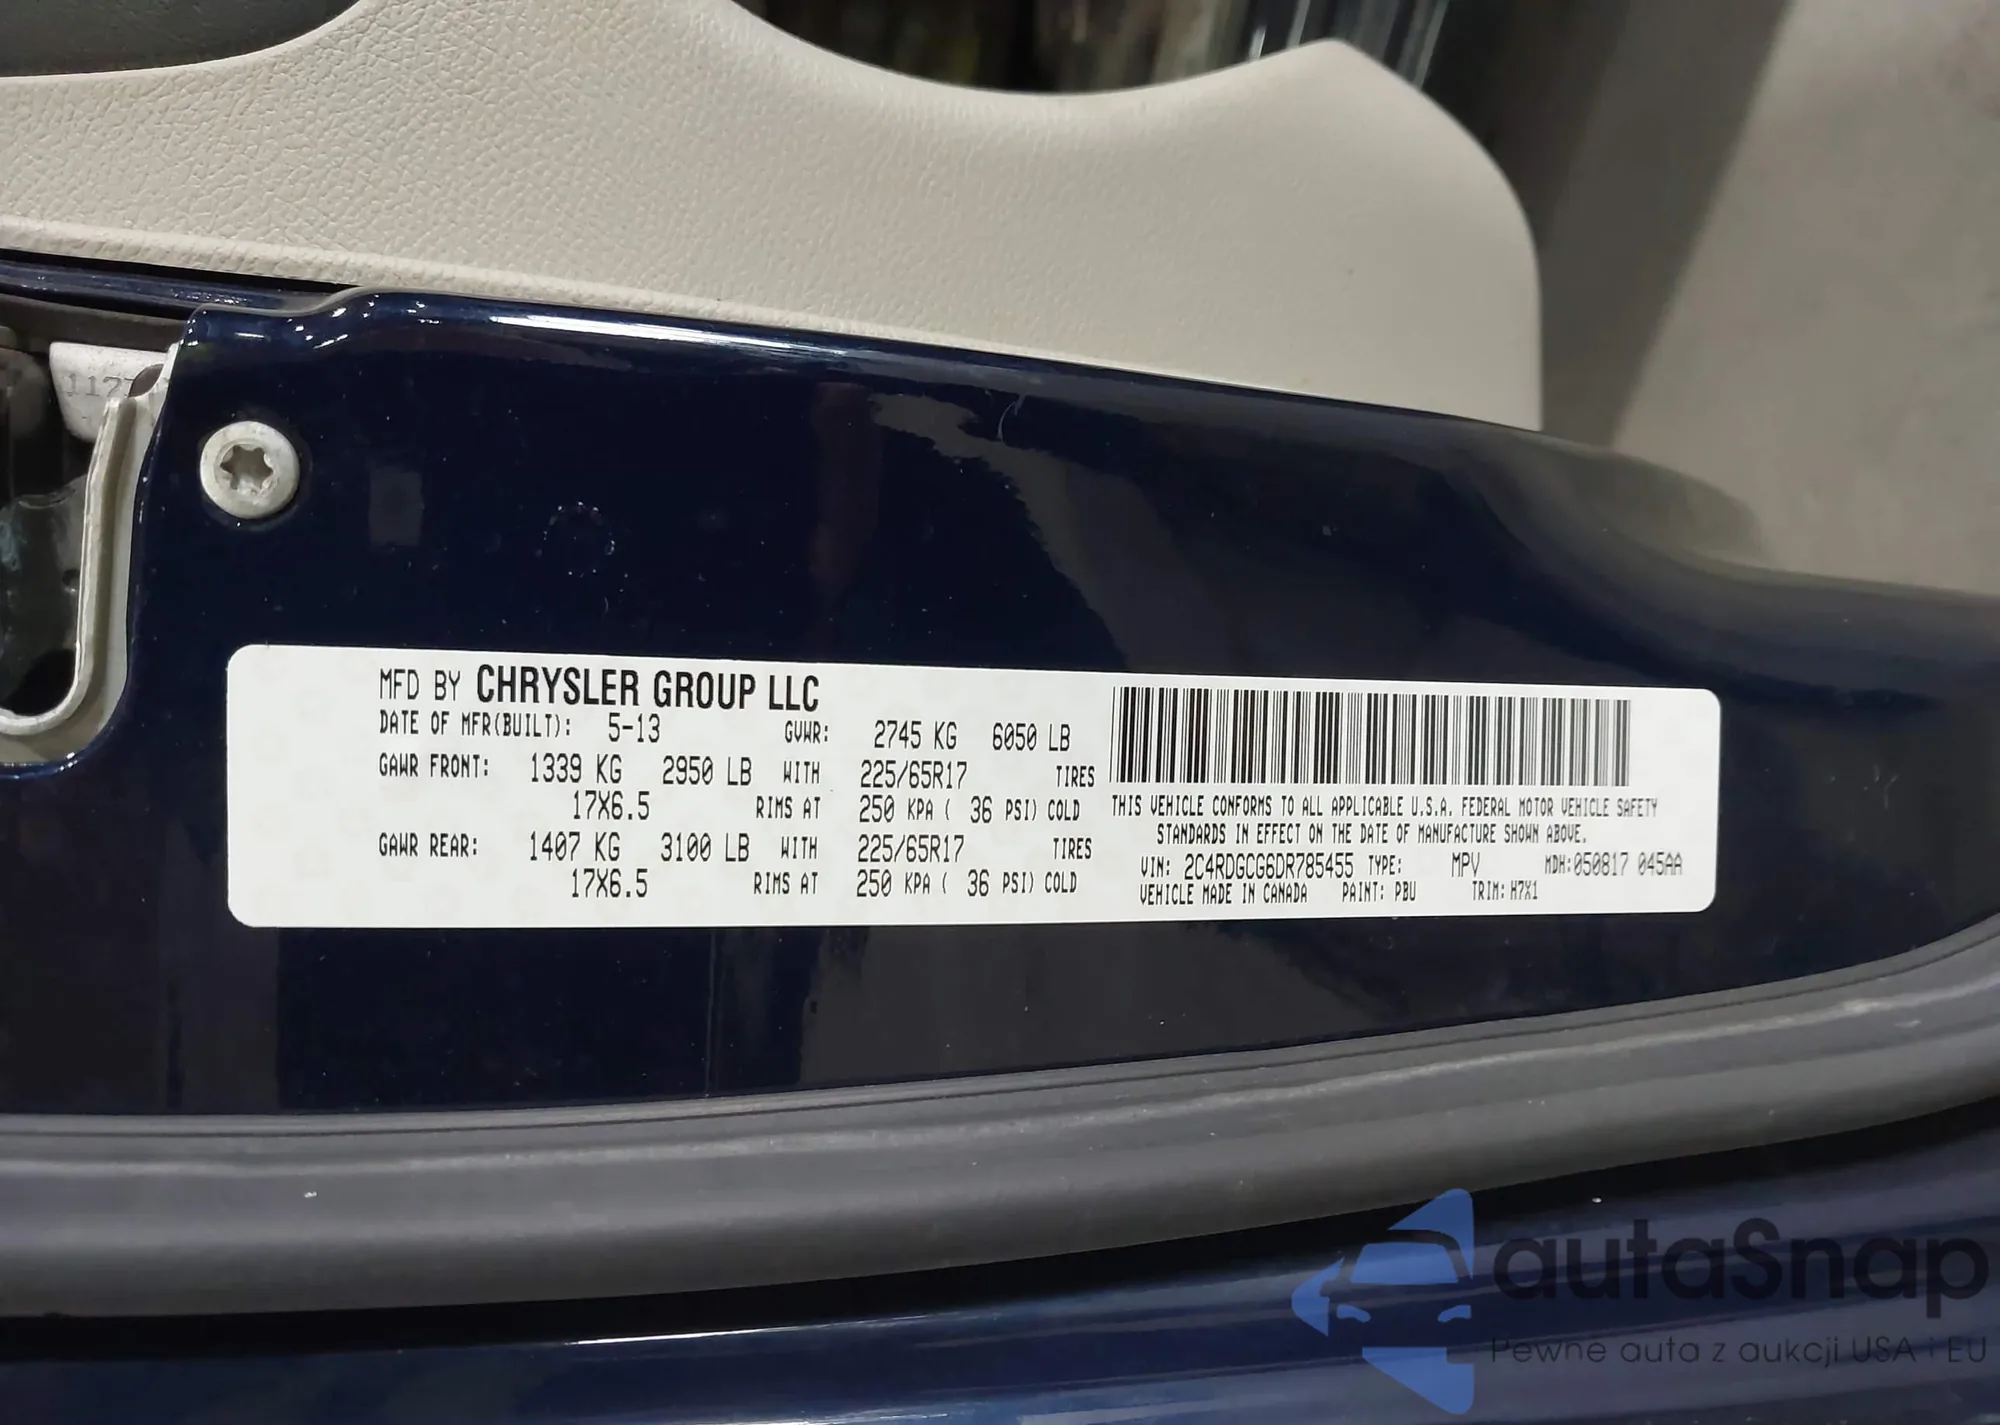 MFD BY CHRYSLER GROUP LLC
DATE OF MFR(BUILT): 5-13 GVWR: 2745 KG 6050 LB
GAWR FRONT: 1339 KG 2950 LB WITH 225/65R17 TIRES
17X6.5 RIMS AT 250 KPA ( 36 PSI) COLD
GAWR REAR: 1407 KG 3100 LB WITH 225/65R17 TIRES
17X6.5 RIMS AT 250 KPA ( 36 PSI) COLD
THIS VEHICLE CONFORMS TO ALL APPLICABLE U.S.A. FEDERAL MOTOR VEHICLE SAFETY
STANDARDS IN EFFECT ON THE DATE OF MANUFACTURE SHOWN ABOVE.
VIN: 2C4RDGCG6DR785455 TYPE: MPV MDH:050817 045AA
VEHICLE MADE IN CANADA PAINT: PBU TRIM: H7X1
autaSnap
Pewne auta z aukcji USA i EU